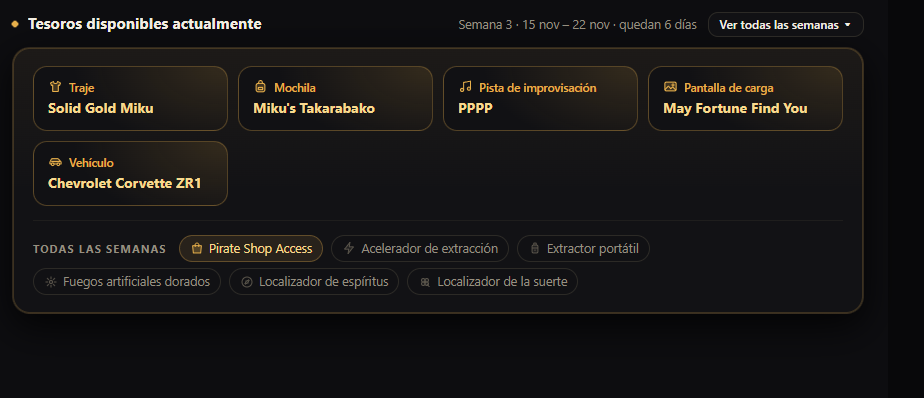 Tesoros disponibles actualmente
Semana 3 · 15 nov – 22 nov · quedan 6 días
Ver todas las semanas
Traje
Solid Gold Miku
Mochila
Miku's Takarabako
Pista de improvisación
PPPP
Pantalla de carga
May Fortune Find You
Vehículo
Chevrolet Corvette ZR1
TODAS LAS SEMANAS
Pirate Shop Access
Acelerador de extracción
Extractor portátil
Fuegos artificiales dorados
Localizador de espíritus
Localizador de la suerte